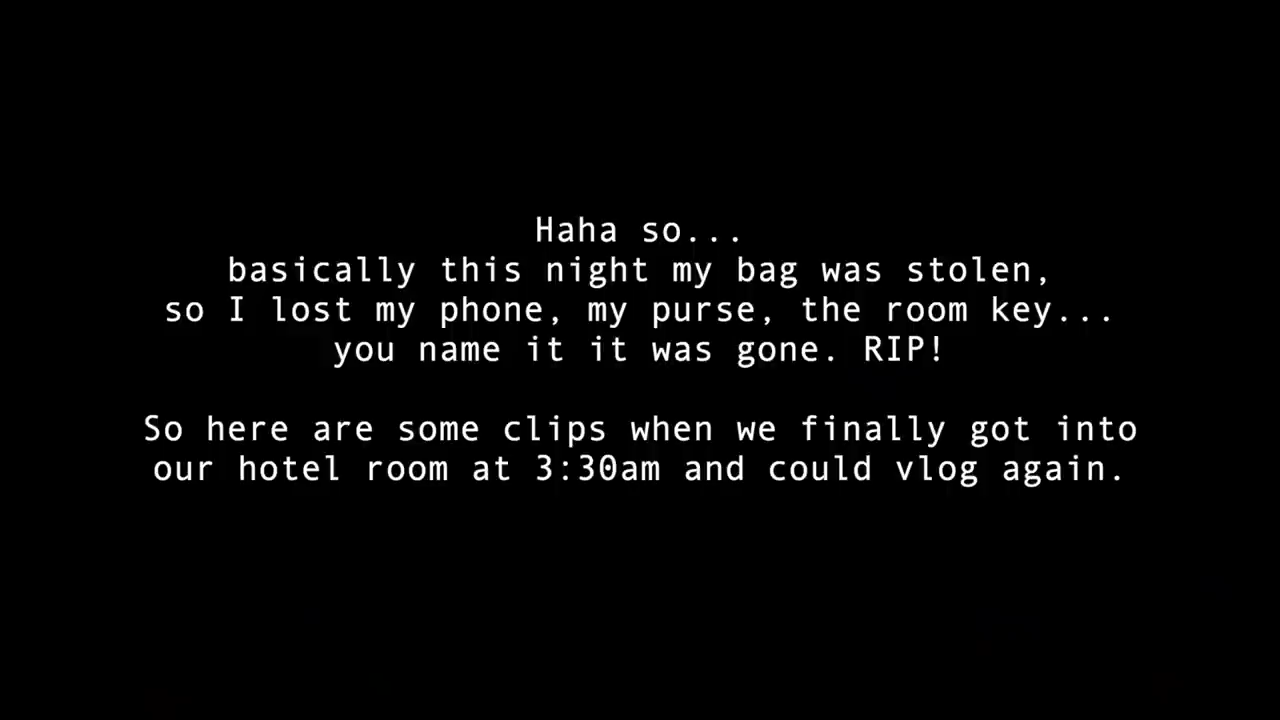 Haha so...
basically this night my bag was stolen,
so I lost my phone, my purse, the room key...
you name it it was gone. RIP!
So here are some clips when we finally got into
our hotel room at 3:30am and could vlog again.